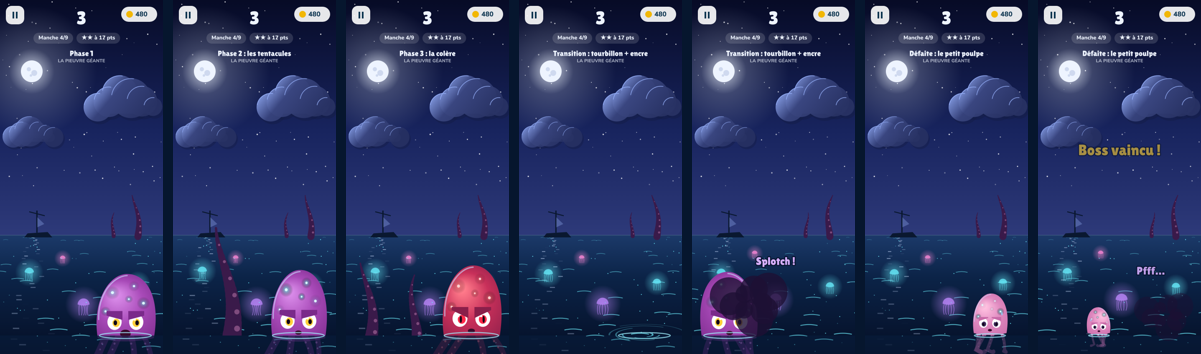 3
480
Manche 4/9
★★ à 12 pts
Phase 1
LA PIEUVRE GÉANTE
3
480
Manche 4/9
★★ à 12 pts
Phase 2 : les tentacules
LA PIEUVRE GÉANTE
3
480
Manche 4/9
★★ à 12 pts
Phase 3 : la colère
LA PIEUVRE GÉANTE
3
480
Manche 4/9
★★ à 12 pts
Transition : tourbillon + encre
LA PIEUVRE GÉANTE
3
480
Manche 4/9
★★ à 12 pts
Transition : tourbillon + encre
LA PIEUVRE GÉANTE
Splotch !
3
480
Manche 4/9
★★ à 12 pts
Défaite : le petit poulpe
LA PIEUVRE GÉANTE
3
480
Manche 4/9
★★ à 12 pts
Défaite : le petit poulpe
LA PIEUVRE GÉANTE
Boss vaincu !
Pfff...